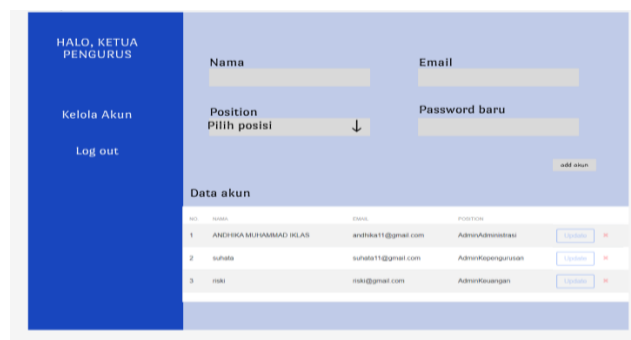 HALO, KETUA
PENGURUS
Kelola Akun
Log out
Nama
Email
Position
Password baru
Pilih posisi
add akun
Data akun
NO NAMA EMAIL POSITION
1 ANDHIKA MUHAMMAD IKLAS andhika11@gmail.com AdminAdministrasi Update ×
2 suhata suhata11@gmail.com AdminKepengurusan Update ×
3 riski riski@gmail.com AdminKeuangan Update ×